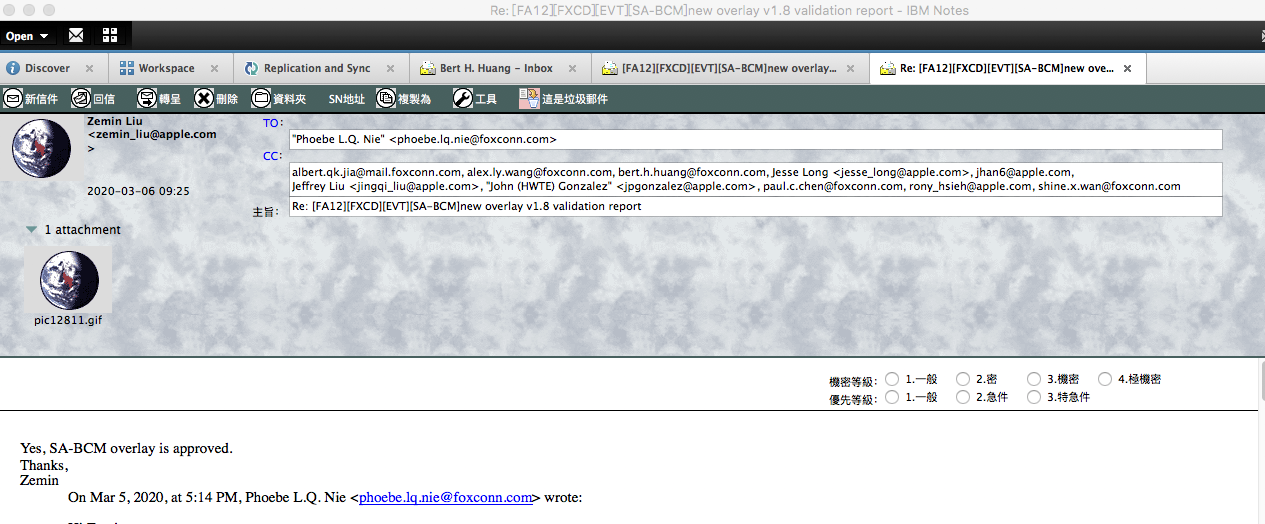 Re: [FA12][FXCD][EVT][SA-BCM]new overlay v1.8 validation report - IBM Notes
Open
Discover
Workspace
Replication and Sync
Bert H. Huang - Inbox
[FA12][FXCD][EVT][SA-BCM]new overlay...
Re: [FA12][FXCD][EVT][SA-BCM]new ove...
新信件 回信 轉呈 刪除 資料夾 SN地址 複製為 工具 這是垃圾郵件
Zemin Liu
<zemin_liu@apple.com
>
2020-03-06 09:25
TO:
"Phoebe L.Q. Nie" <phoebe.lq.nie@foxconn.com>
CC:
albert.qk.jia@mail.foxconn.com, alex.ly.wang@foxconn.com, bert.h.huang@foxconn.com, Jesse Long <jesse_long@apple.com>, jhan6@apple.com,
Jeffrey Liu <jingqi_liu@apple.com>, "John (HWTE) Gonzalez" <jpgonzalez@apple.com>, paul.c.chen@foxconn.com, rony_hsieh@apple.com, shine.x.wan@foxconn.com
主旨:
Re: [FA12][FXCD][EVT][SA-BCM]new overlay v1.8 validation report
1 attachment
pic12811.gif
機密等級: 1.一般 2.密 3.機密 4.極機密
優先等級: 1.一般 2.急件 3.特急件
Yes, SA-BCM overlay is approved.
Thanks,
Zemin
On Mar 5, 2020, at 5:14 PM, Phoebe L.Q. Nie <phoebe.lq.nie@foxconn.com> wrote: